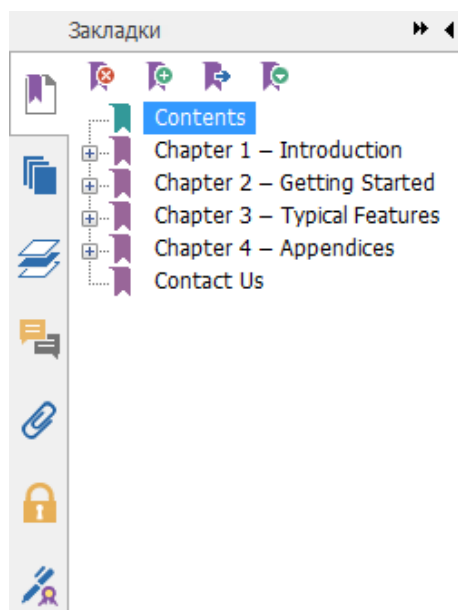 Закладки
Contents
Chapter 1 – Introduction
Chapter 2 – Getting Started
Chapter 3 – Typical Features
Chapter 4 – Appendices
Contact Us